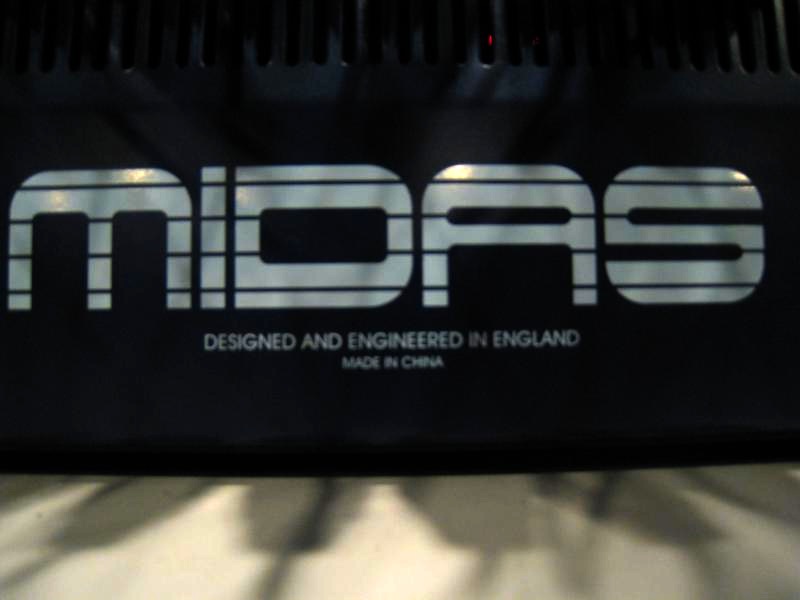 MIDAS
DESIGNED AND ENGINEERED IN ENGLAND
MADE IN CHINA